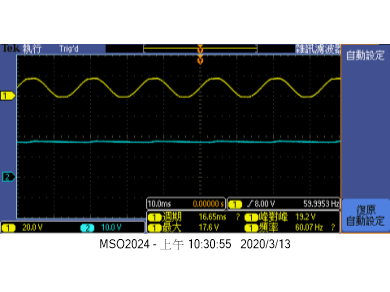 Tek 執行 Trig'd 雜訊濾波器
自動設定
1
2
10.0ms 0.00000 s 1 / 8.00 V 59.9953 Hz
1 週期 16.65ms ? 1 峰對峰 19.2 V
1 最大 17.6 V 1 頻率 60.07 Hz ?
1 20.0 V 2 10.0 V
復原
自動設定
MSO2024 - 上午 10:30:55 2020/3/13